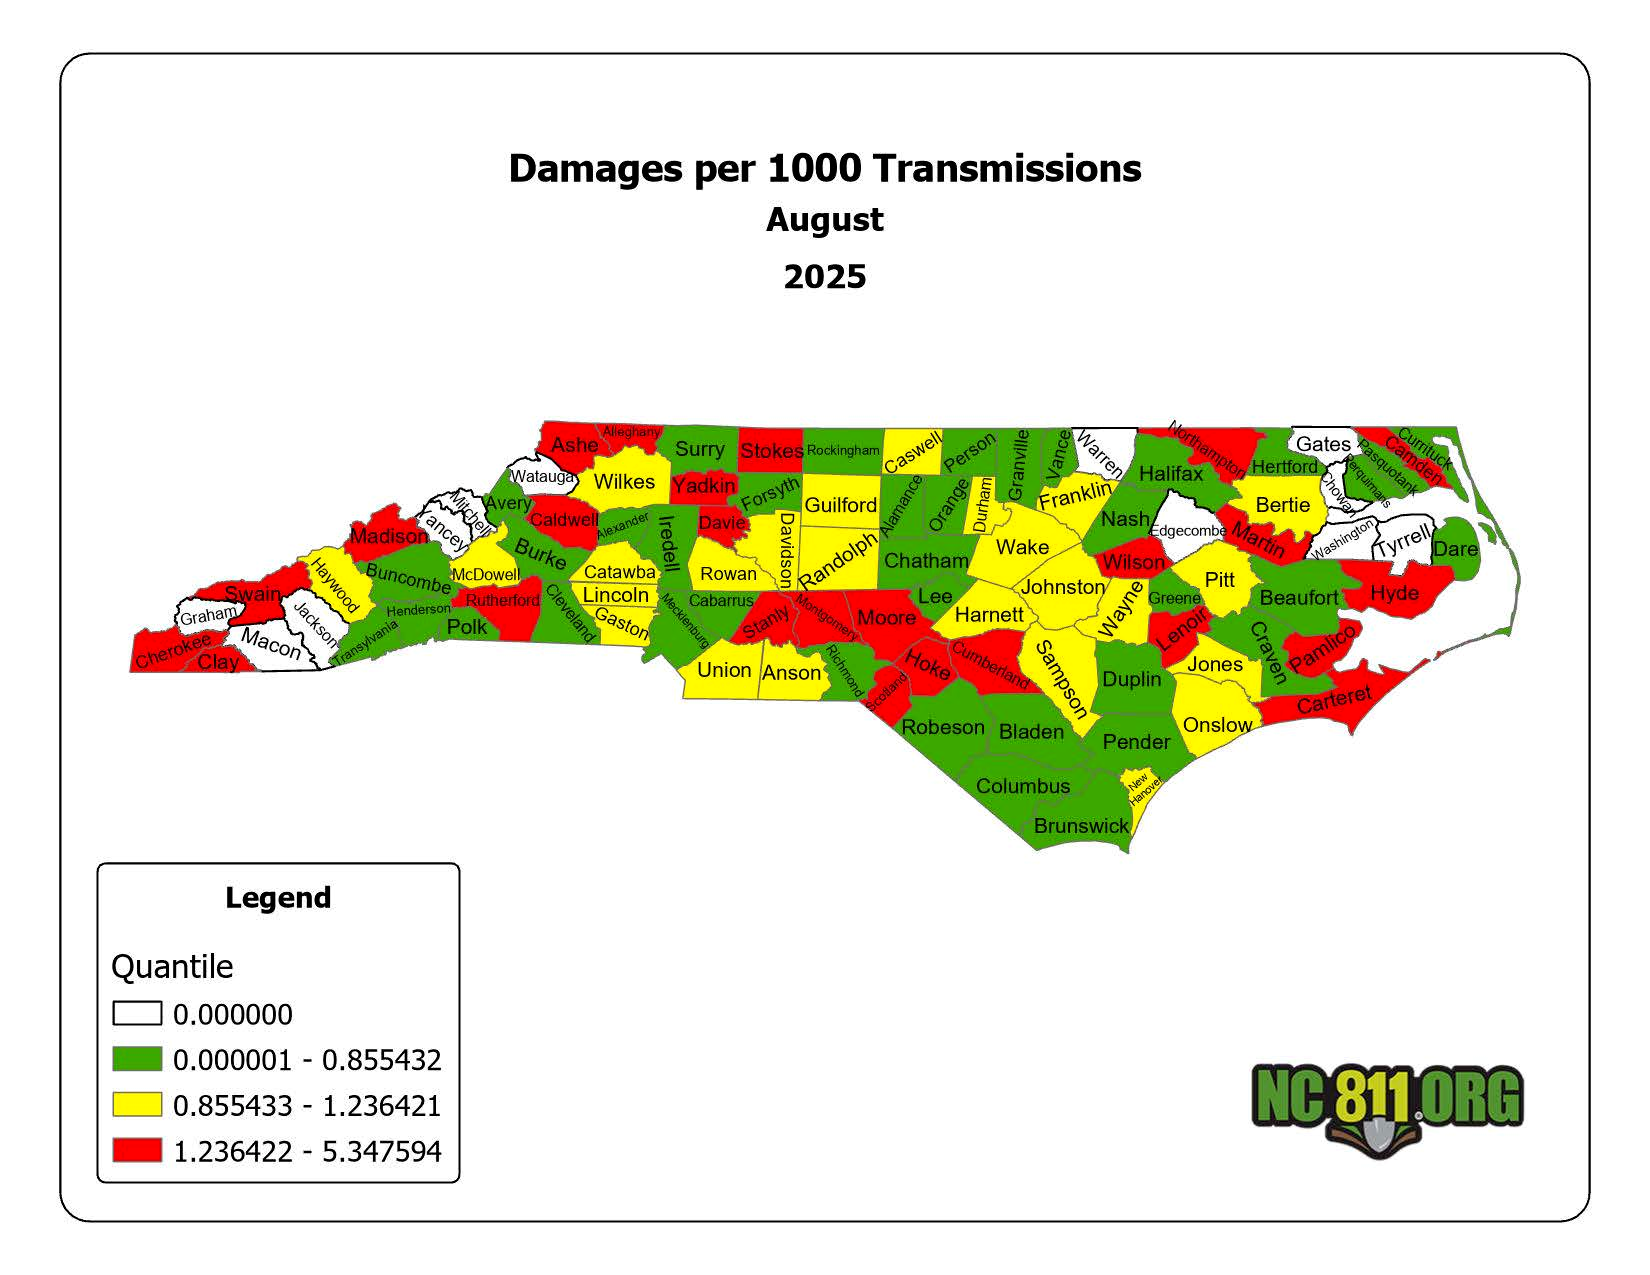 Damages per 1000 Transmissions
August
2025
Ashe
Alleghany
Surry
Stokes
Rockingham
Caswell
Person
Granville
Vance
Warren
Northampton
Gates
Currituck
Camden
Pasquotank
Perquimans
Chowan
Hertford
Halifax
Bertie
Watauga
Wilkes
Yadkin
Forsyth
Guilford
Alamance
Orange
Durham
Franklin
Nash
Edgecombe
Martin
Washington
Tyrrell
Dare
Avery
Mitchell
Yancey
Caldwell
Alexander
Iredell
Davie
Davidson
Randolph
Chatham
Wake
Wilson
Madison
Buncombe
McDowell
Burke
Catawba
Rowan
Johnston
Wayne
Greene
Pitt
Beaufort
Hyde
Swain
Haywood
Henderson
Rutherford
Cleveland
Lincoln
Gaston
Mecklenburg
Cabarrus
Stanly
Montgomery
Moore
Lee
Harnett
Lenoir
Craven
Pamlico
Graham
Jackson
Macon
Transylvania
Polk
Cherokee
Clay
Union
Anson
Richmond
Scotland
Hoke
Cumberland
Sampson
Duplin
Jones
Carteret
Onslow
Robeson
Bladen
Pender
Columbus
Brunswick
New
Hanover
Legend
Quantile
0.000000
0.000001 - 0.855432
0.855433 - 1.236421
1.236422 - 5.347594
NC811.ORG